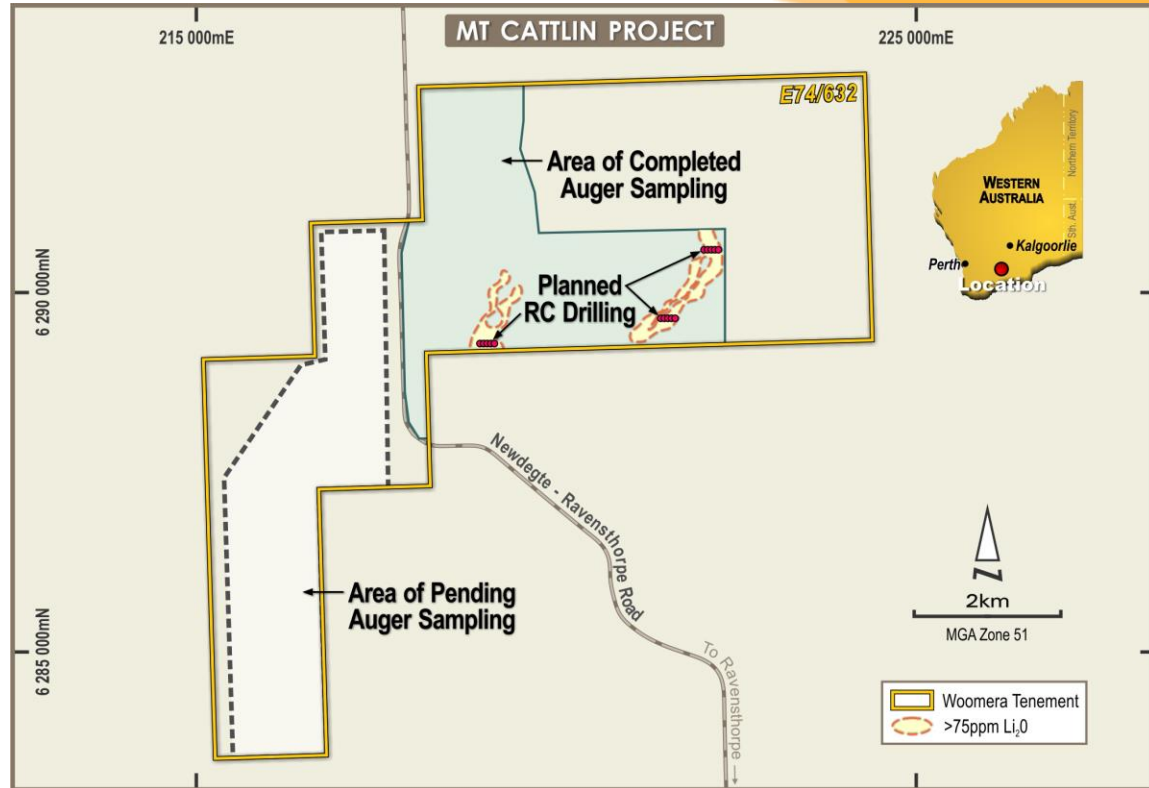 MT CATTLIN PROJECT
215 000mE
225 000mE
E74/632
Area of Completed
Auger Sampling
Northern Territory
Sth. Aust.
WESTERN
AUSTRALIA
Kalgoorlie
Perth
Location
6 290 000mN
Planned
RC Drilling
Newdegte - Ravensthorpe Road
Area of Pending
Auger Sampling
N
2km
MGA Zone 51
6 285 000mN
To Ravensthorpe
Woomera Tenement
>75ppm Li₂0